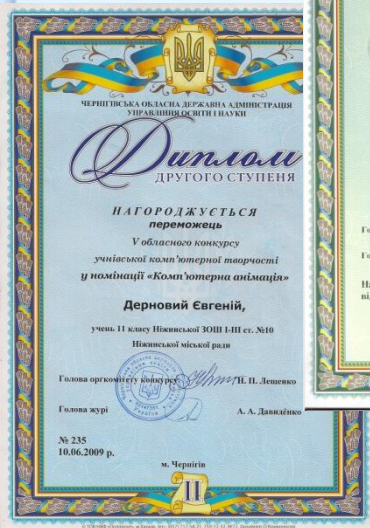 ЧЕРНІГІВСЬКА ОБЛАСНА ДЕРЖАВНА АДМІНІСТРАЦІЯ
УПРАВЛІННЯ ОСВІТИ І НАУКИ
Диплом
ДРУГОГО СТУПЕНЯ
НАГОРОДЖУЄТЬСЯ
переможець
V обласного конкурсу
учнівської комп'ютерної творчості
у номінації «Комп'ютерна анімація»
Дерновий Євгеній,
учень 11 класу Ніжинської ЗОШ І-ІІІ ст. №10
Ніжинської міської ради
Голова оргкомітету конкурсу Н. П. Лещенко
Голова журі А. А. Давиденко
№ 235
10.06.2009 р.
м. Чернігів
ІІ